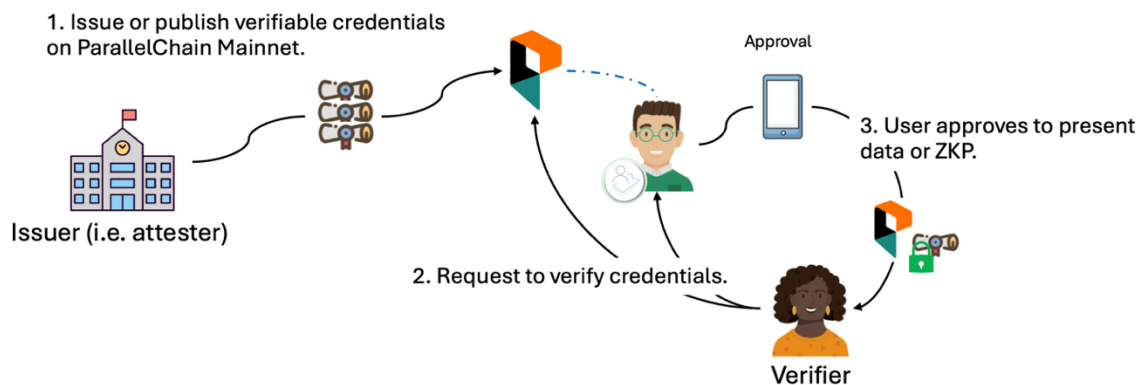 1. Issue or publish verifiable credentials
on ParallelChain Mainnet.
Approval
3. User approves to present
data or ZKP.
Issuer (i.e. attester)
2. Request to verify credentials.
Verifier